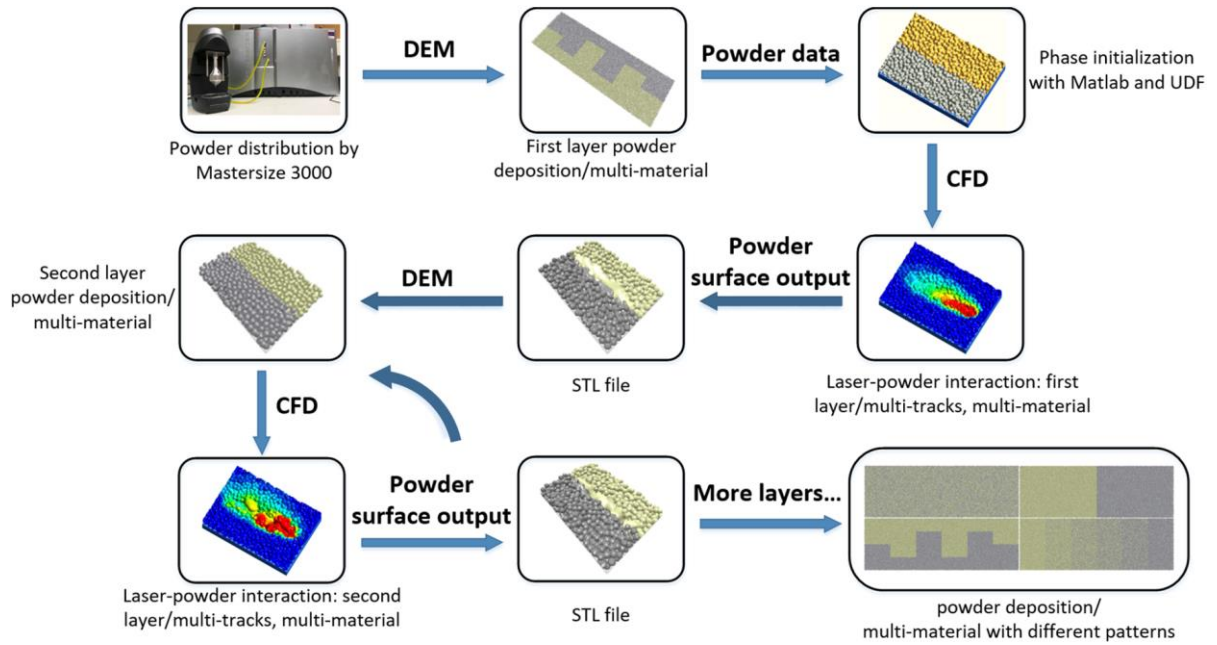 DEM
Powder data
Powder distribution by
Mastersize 3000
First layer powder
deposition/multi-material
Phase initialization
with Matlab and UDF
CFD
Second layer
powder deposition/
multi-material
DEM
Powder
surface output
STL file
Laser-powder interaction: first
layer/multi-tracks, multi-material
CFD
Powder
surface output
More layers...
Laser-powder interaction: second
layer/multi-tracks, multi-material
STL file
powder deposition/
multi-material with different patterns